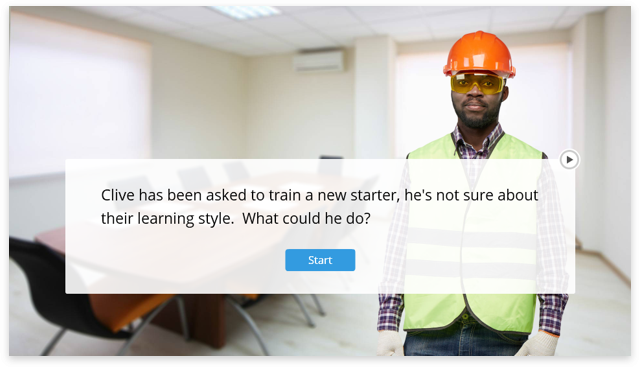 Clive has been asked to train a new starter, he's not sure about
their learning style.  What could he do?
Start